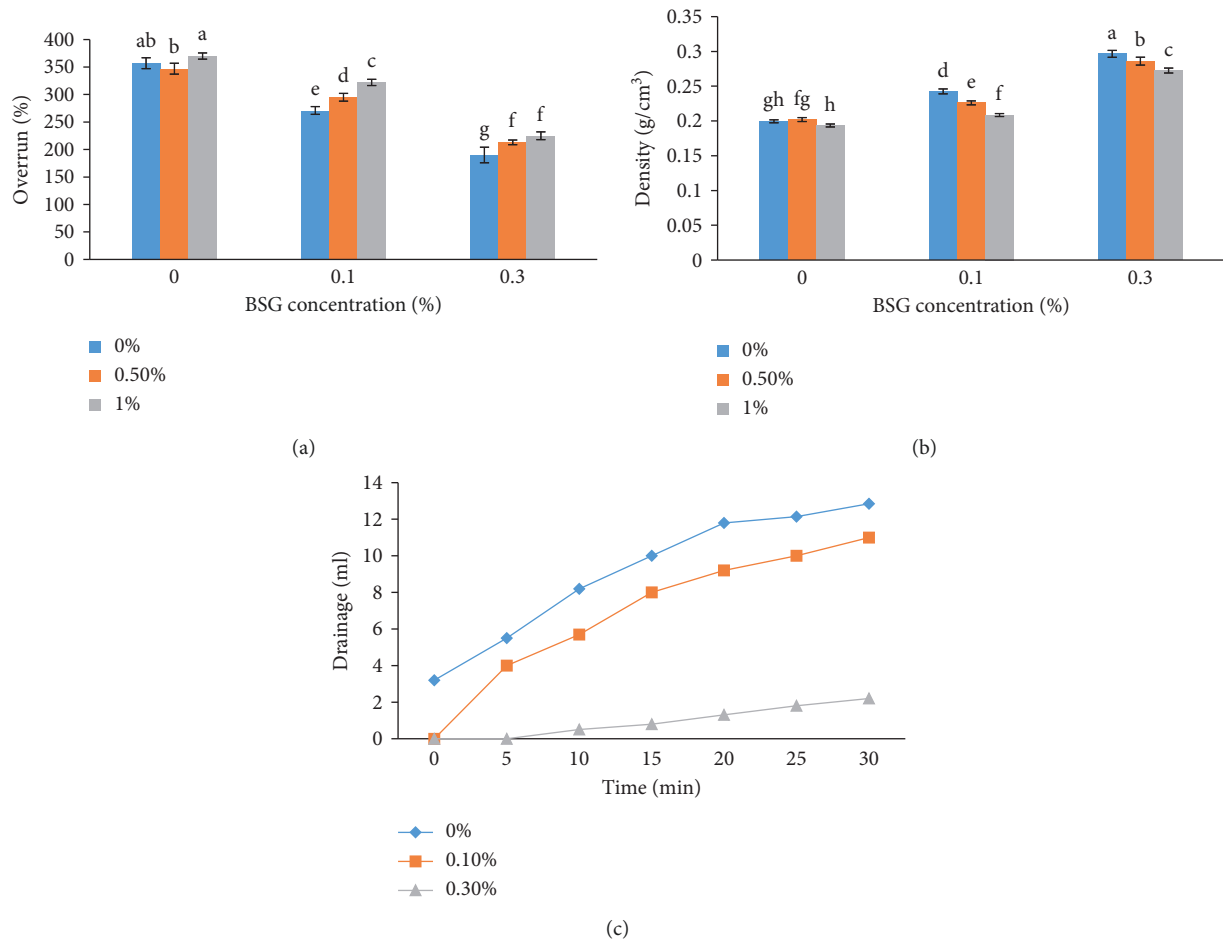 Overrun (%)
400
350
300
250
200
150
100
50
0
ab b a
e d c
g f f
0 0.1 0.3
BSG concentration (%)
0%
0.50%
1%
(a)
Density (g/cm³)
0.35
0.3
0.25
0.2
0.15
0.1
0.05
0
gh fg h
d e f
a b c
0 0.1 0.3
BSG concentration (%)
0%
0.50%
1%
(b)
Drainage (ml)
14
12
10
8
6
4
2
0
0 5 10 15 20 25 30
Time (min)
0%
0.10%
0.30%
(c)